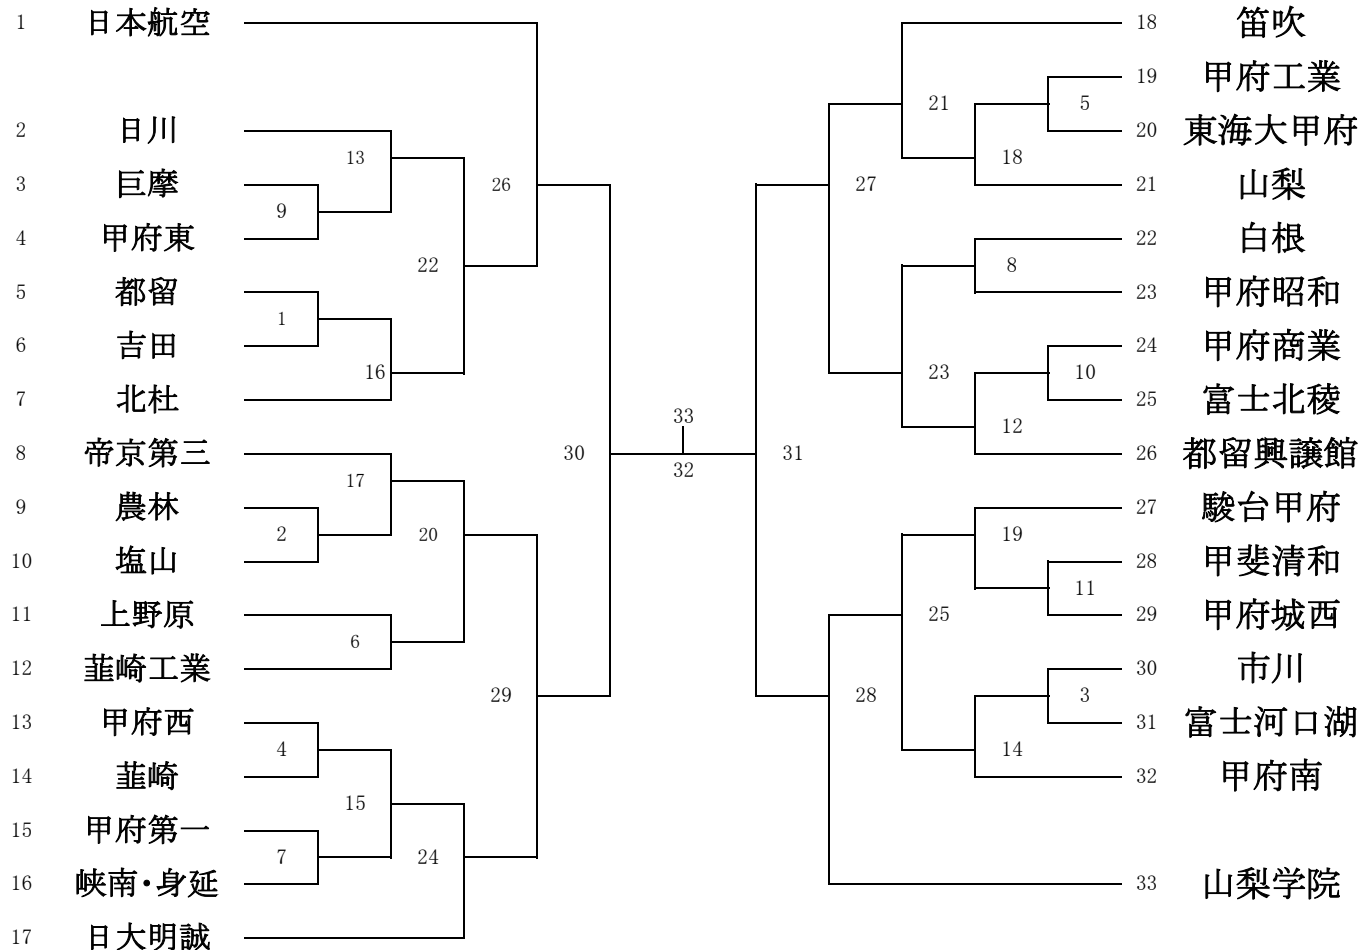 1 日本航空
2 日川
3 巨摩
4 甲府東
5 都留
6 吉田
7 北杜
8 帝京第三
9 農林
10 塩山
11 上野原
12 韮崎工業
13 甲府西
14 韮崎
15 甲府第一
16 峡南・身延
17 日大明誠
13
9
22
26
1
16
17
2
20
6
30
29
4
15
7
24
33
32
21
5
18
27
8
23
10
12
31
19
11
25
28
3
14
18 笛吹
19 甲府工業
20 東海大甲府
21 山梨
22 白根
23 甲府昭和
24 甲府商業
25 富士北稜
26 都留興譲館
27 駿台甲府
28 甲斐清和
29 甲府城西
30 市川
31 富士河口湖
32 甲府南
33 山梨学院